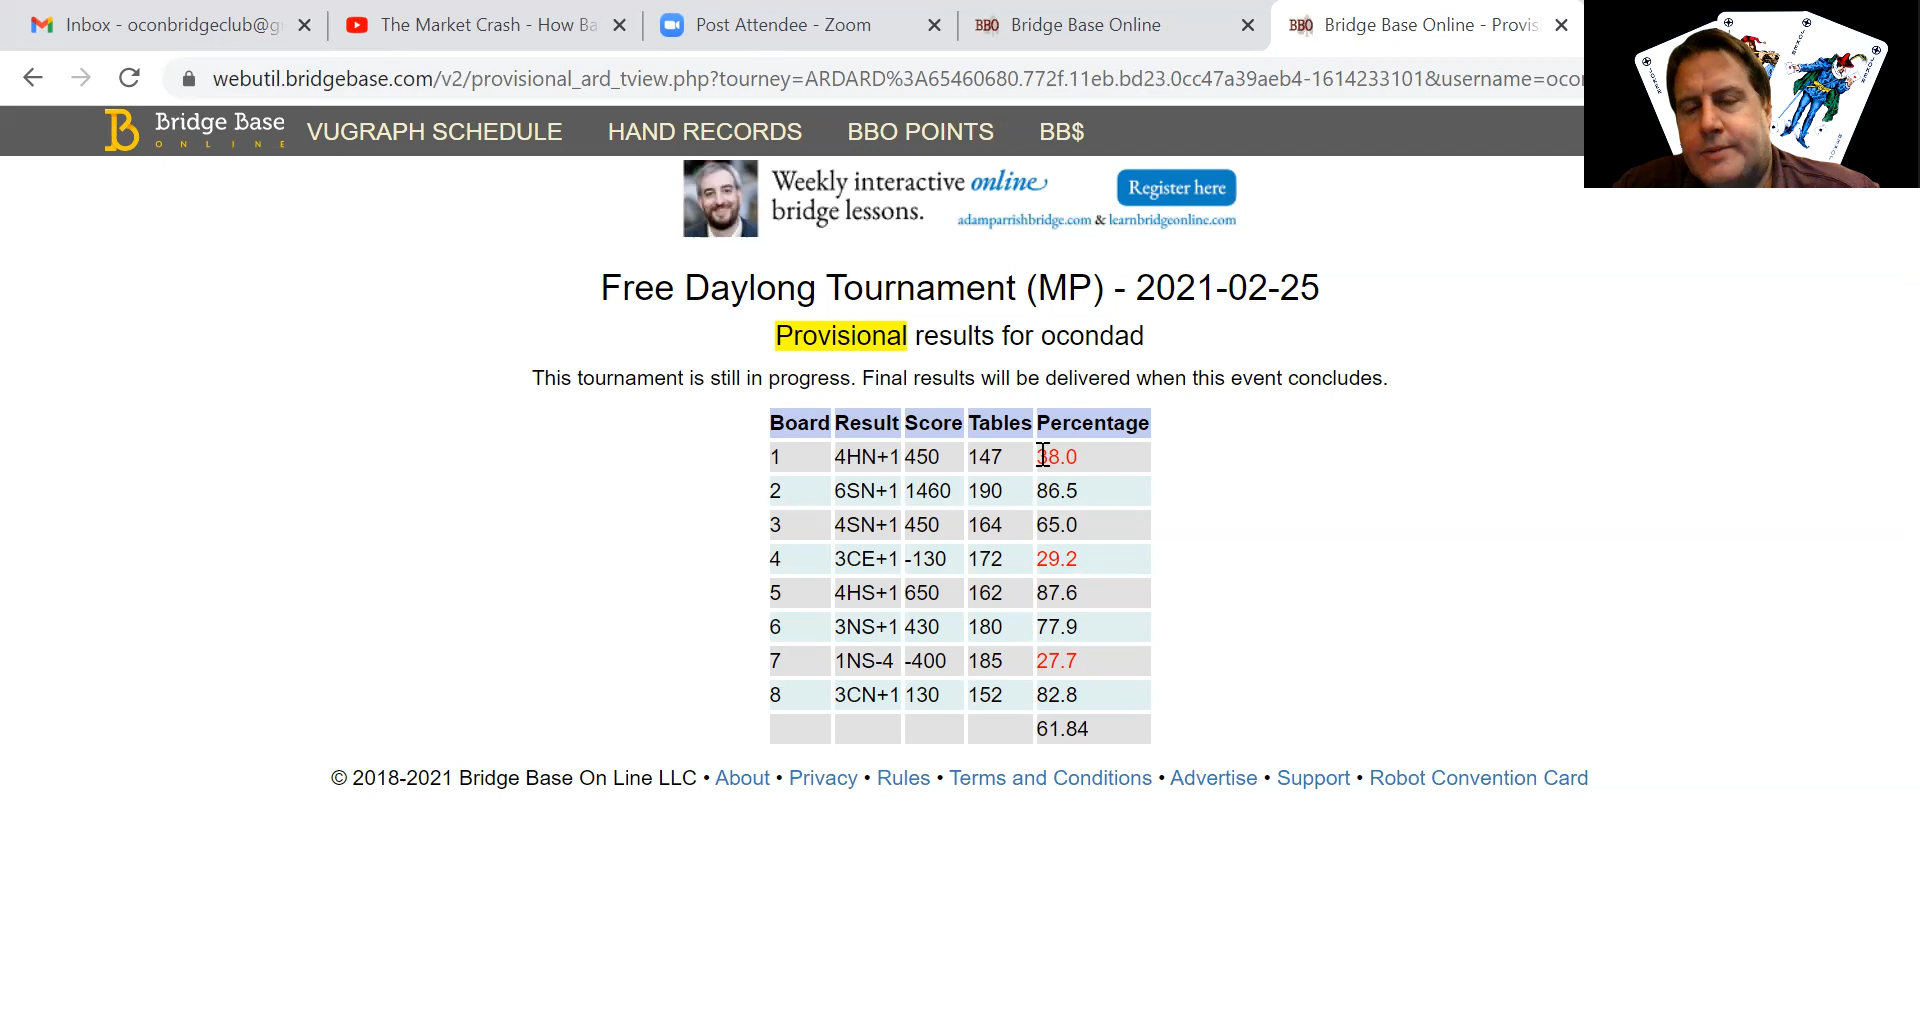 Inbox - oconbridgeclub@g
The Market Crash - How Ba
Post Attendee - Zoom
BBO Bridge Base Online
BBO Bridge Base Online - Provis
webutil.bridgebase.com/v2/provisional_ard_tview.php?tourney=ARDARD%3A65460680.772f.11eb.bd23.0cc47a39aeb4-1614233101&username=oco
Bridge Base
ONLINE
VUGRAPH SCHEDULE HAND RECORDS BBO POINTS BB$
Weekly interactive online
bridge lessons.
Register here
adamparrishbridge.com & learnbridgeonline.com
Free Daylong Tournament (MP) - 2021-02-25
Provisional results for ocondad
This tournament is still in progress. Final results will be delivered when this event concludes.
Board Result Score Tables Percentage
1 4HN+1 450 147 38.0
2 6SN+1 1460 190 86.5
3 4SN+1 450 164 65.0
4 3CE+1 -130 172 29.2
5 4HS+1 650 162 87.6
6 3NS+1 430 180 77.9
7 1NS-4 -400 185 27.7
8 3CN+1 130 152 82.8
61.84
© 2018-2021 Bridge Base On Line LLC • About • Privacy • Rules • Terms and Conditions • Advertise • Support • Robot Convention Card